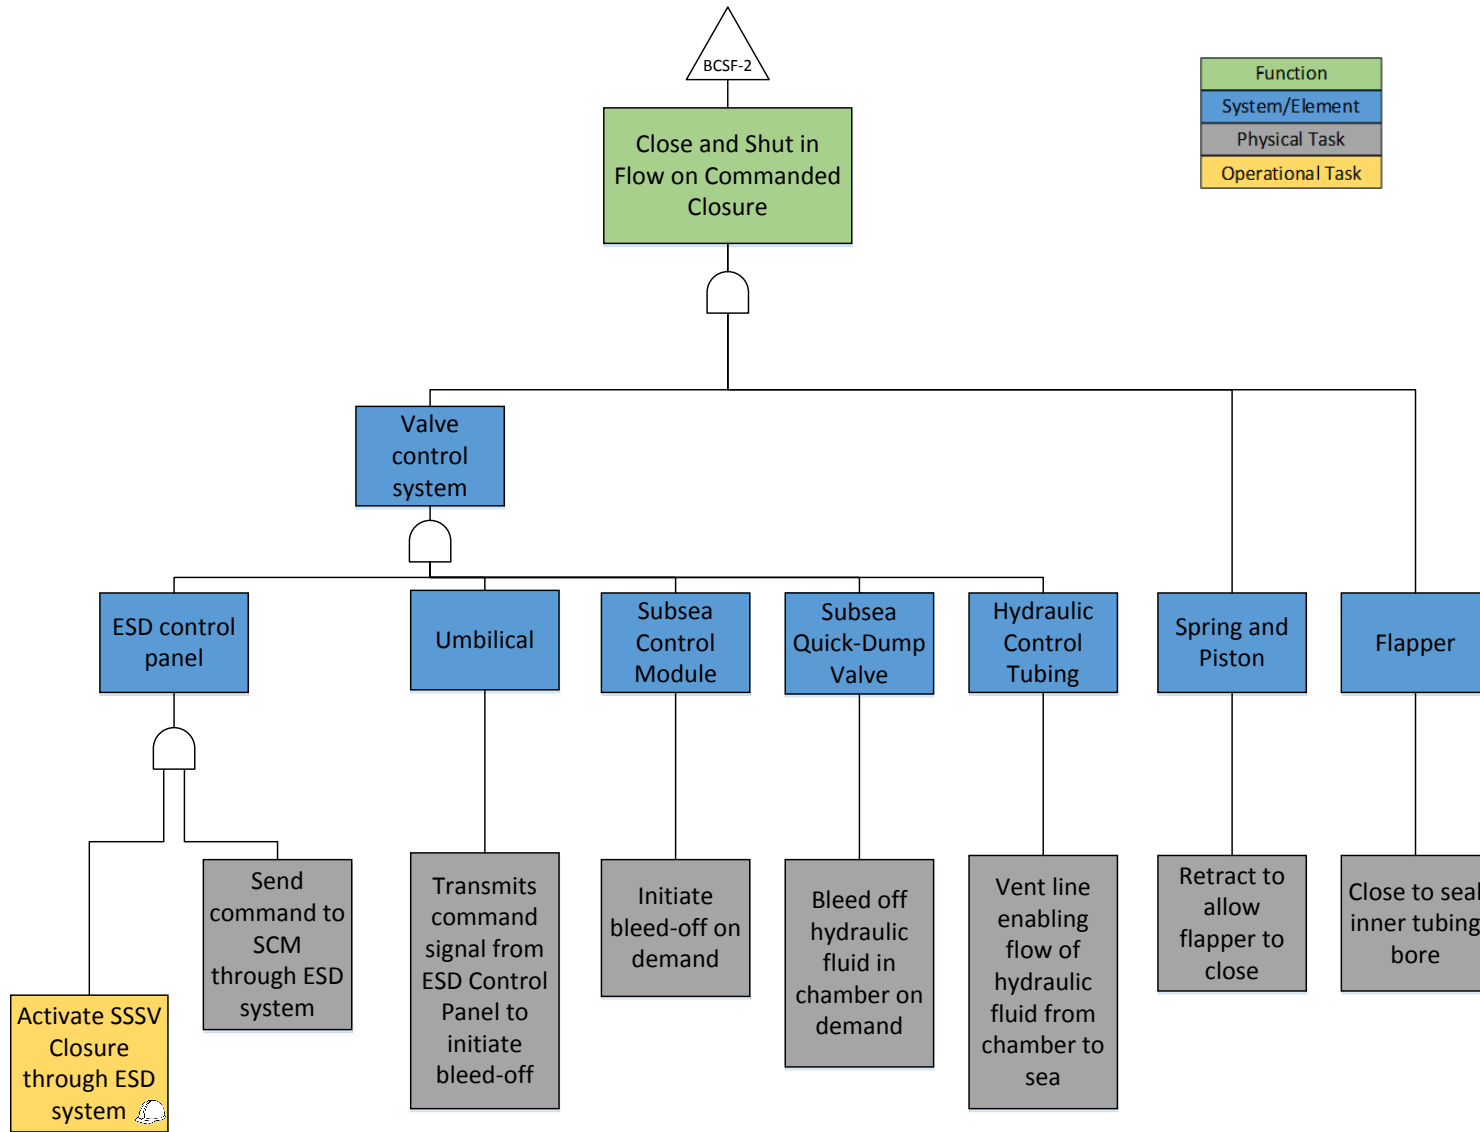 BCSF-2
Close and Shut in
Flow on Commanded
Closure
Function
System/Element
Physical Task
Operational Task
Valve
control
system
ESD control
panel
Umbilical
Subsea
Control
Module
Subsea
Quick-Dump
Valve
Hydraulic
Control
Tubing
Spring and
Piston
Flapper
Activate SSSV
Closure
through ESD
system
Send
command to
SCM
through ESD
system
Transmits
command
signal from
ESD Control
Panel to
initiate
bleed-off
Initiate
bleed-off on
demand
Bleed off
hydraulic
fluid in
chamber on
demand
Vent line
enabling
flow of
hydraulic
fluid from
chamber to
sea
Retract to
allow
flapper to
close
Close to seal
inner tubing
bore